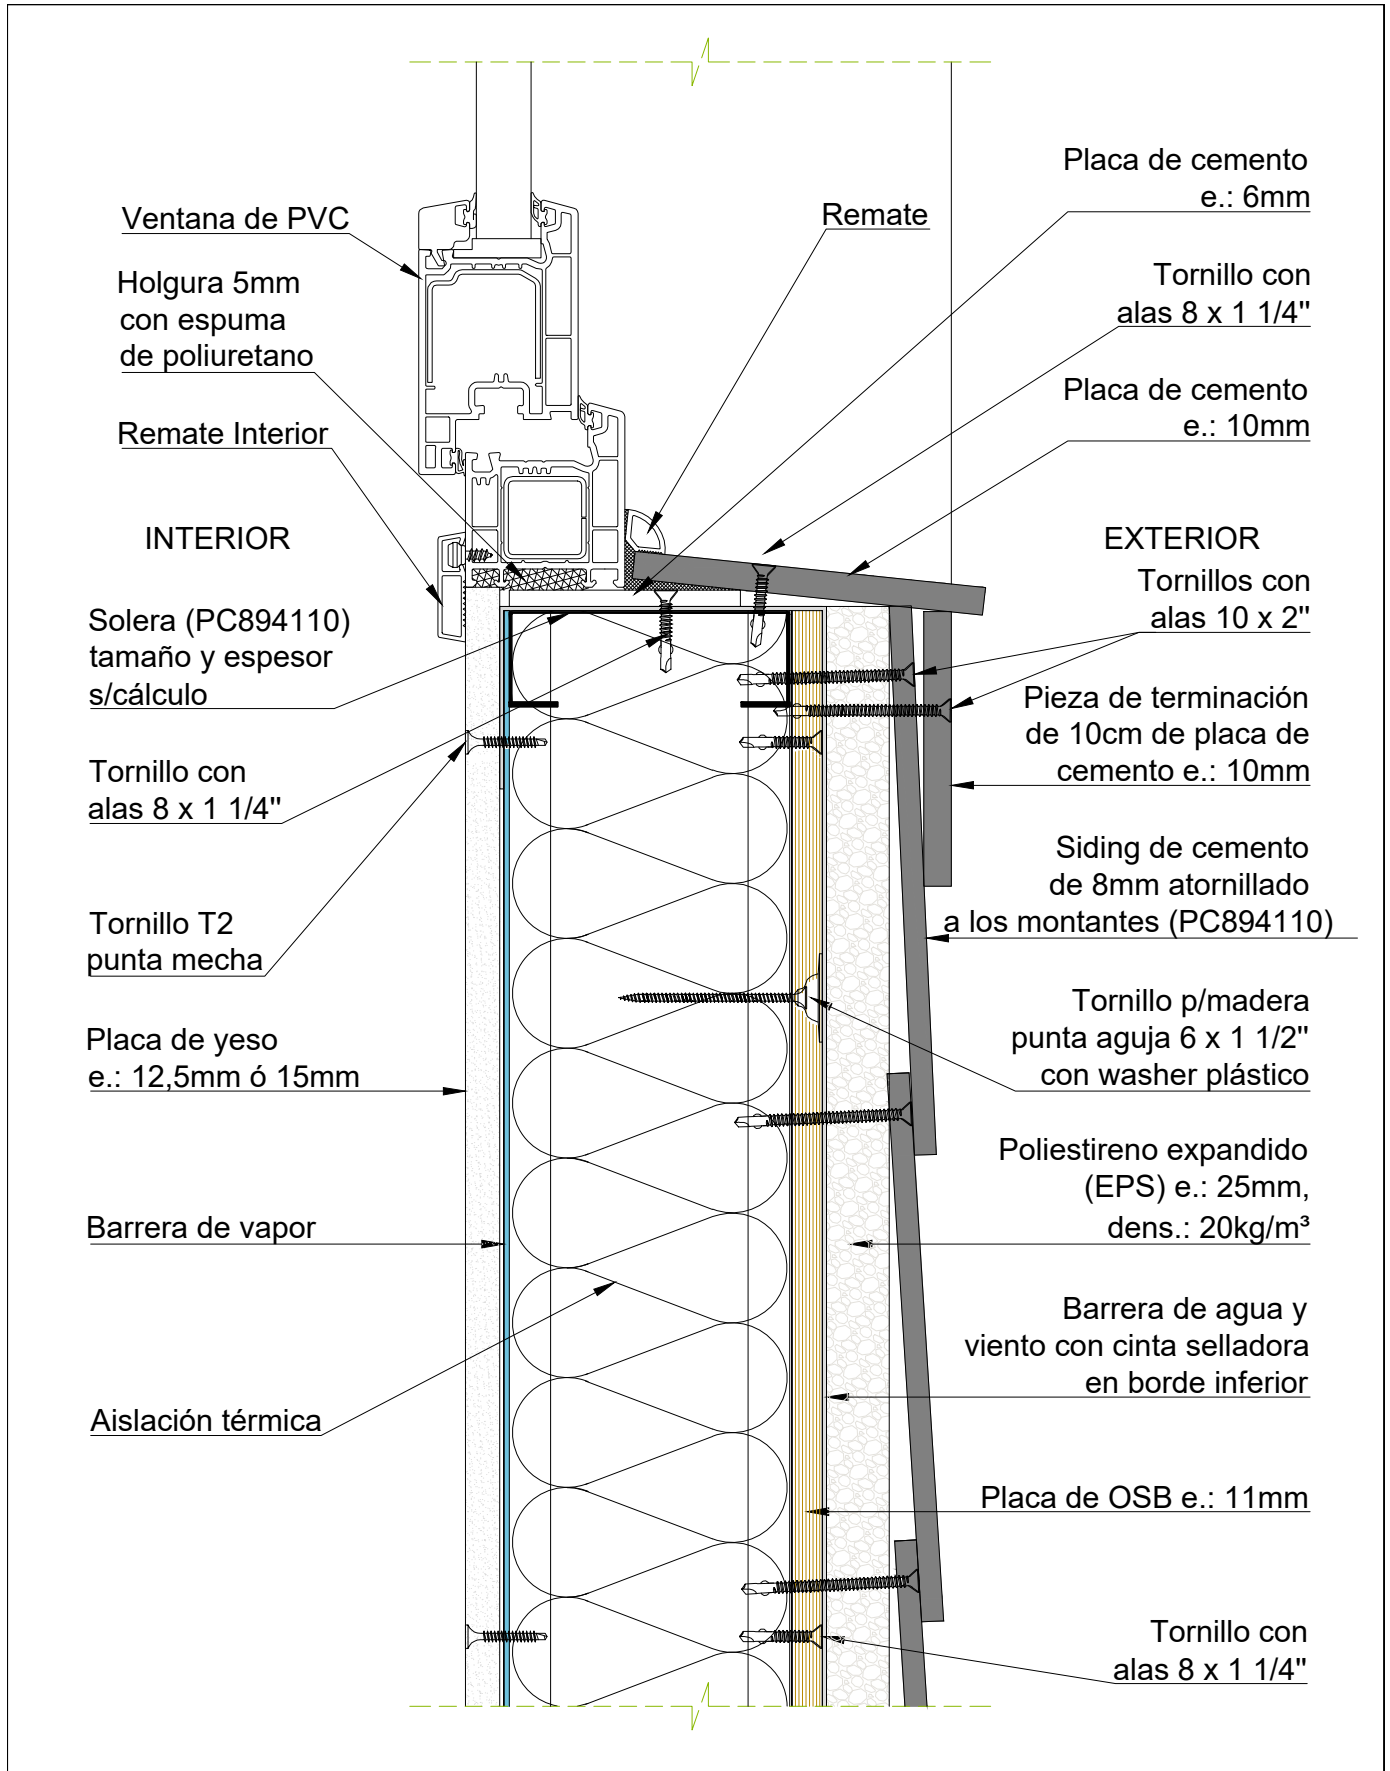 Ventana de PVC
Holgura 5mm
con espuma
de poliuretano
Remate Interior
INTERIOR
Solera (PC894110)
tamaño y espesor
s/cálculo
Tornillo con
alas 8 x 1 1/4"
Tornillo T2
punta mecha
Placa de yeso
e.: 12,5mm ó 15mm
Barrera de vapor
Aislación térmica
Remate
Placa de cemento
e.: 6mm
Tornillo con
alas 8 x 1 1/4"
Placa de cemento
e.: 10mm
EXTERIOR
Tornillos con
alas 10 x 2"
Pieza de terminación
de 10cm de placa de
cemento e.: 10mm
Siding de cemento
de 8mm atornillado
a los montantes (PC894110)
Tornillo p/madera
punta aguja 6 x 1 1/2"
con washer plástico
Poliestireno expandido
(EPS) e.: 25mm,
dens.: 20kg/m³
Barrera de agua y
viento con cinta selladora
en borde inferior
Placa de OSB e.: 11mm
Tornillo con
alas 8 x 1 1/4"